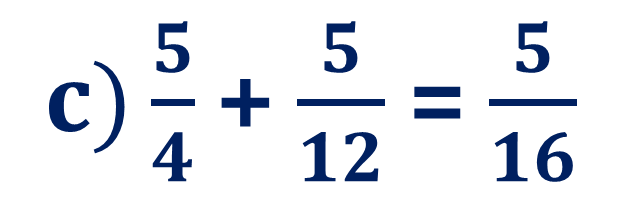 c) 5/4 + 5/12 = 5/16